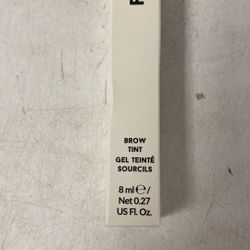 BROW
TINT
GEL TEINTÉ
SOURCILS
8 ml ℮/
Net 0.27
US Fl. Oz.